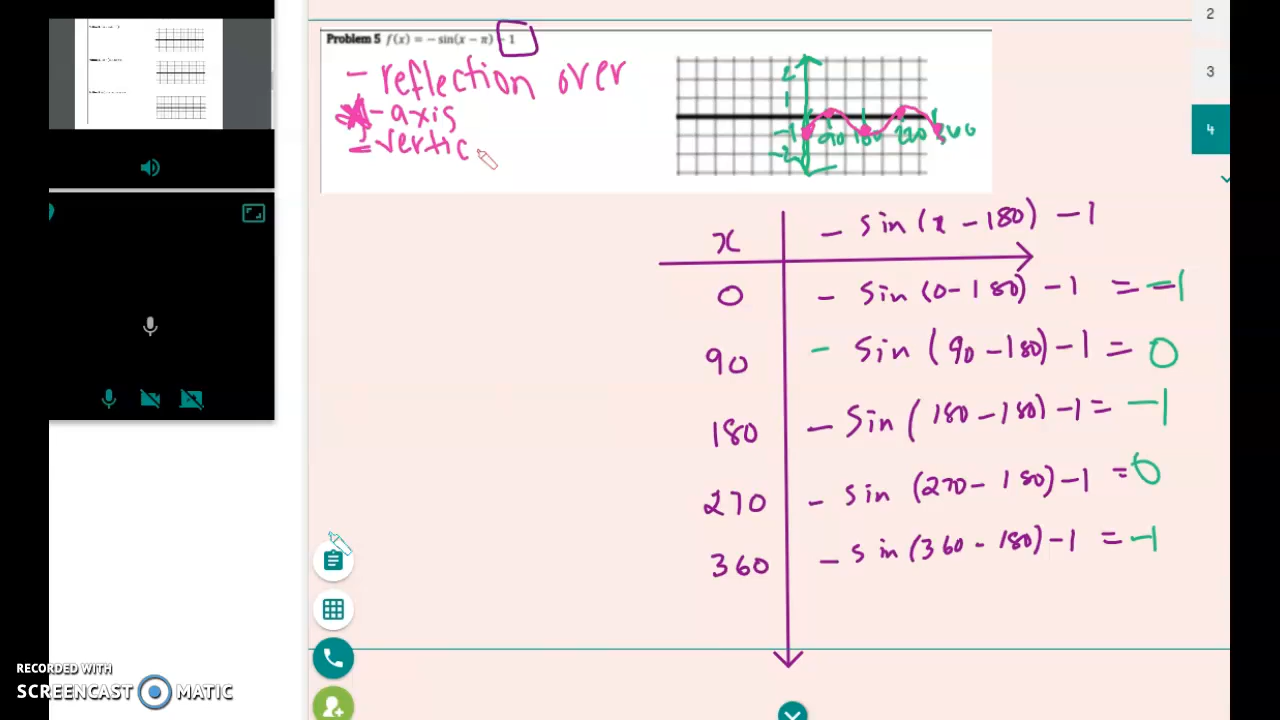 Problem 5 f(x) = − sin(x − π) − 1
- reflection over
x - axis
- vertic
2
1
-1
-2
90 180 270 360
x
- sin(x - 180) - 1
0
- sin(0 - 180) - 1 = -1
90
- sin(90 - 180) - 1 = 0
180
- sin(180 - 180) - 1 = -1
270
- sin(270 - 180) - 1 = 0
360
- sin(360 - 180) - 1 = -1
2
3
4
RECORDED WITH
SCREENCAST MATIC